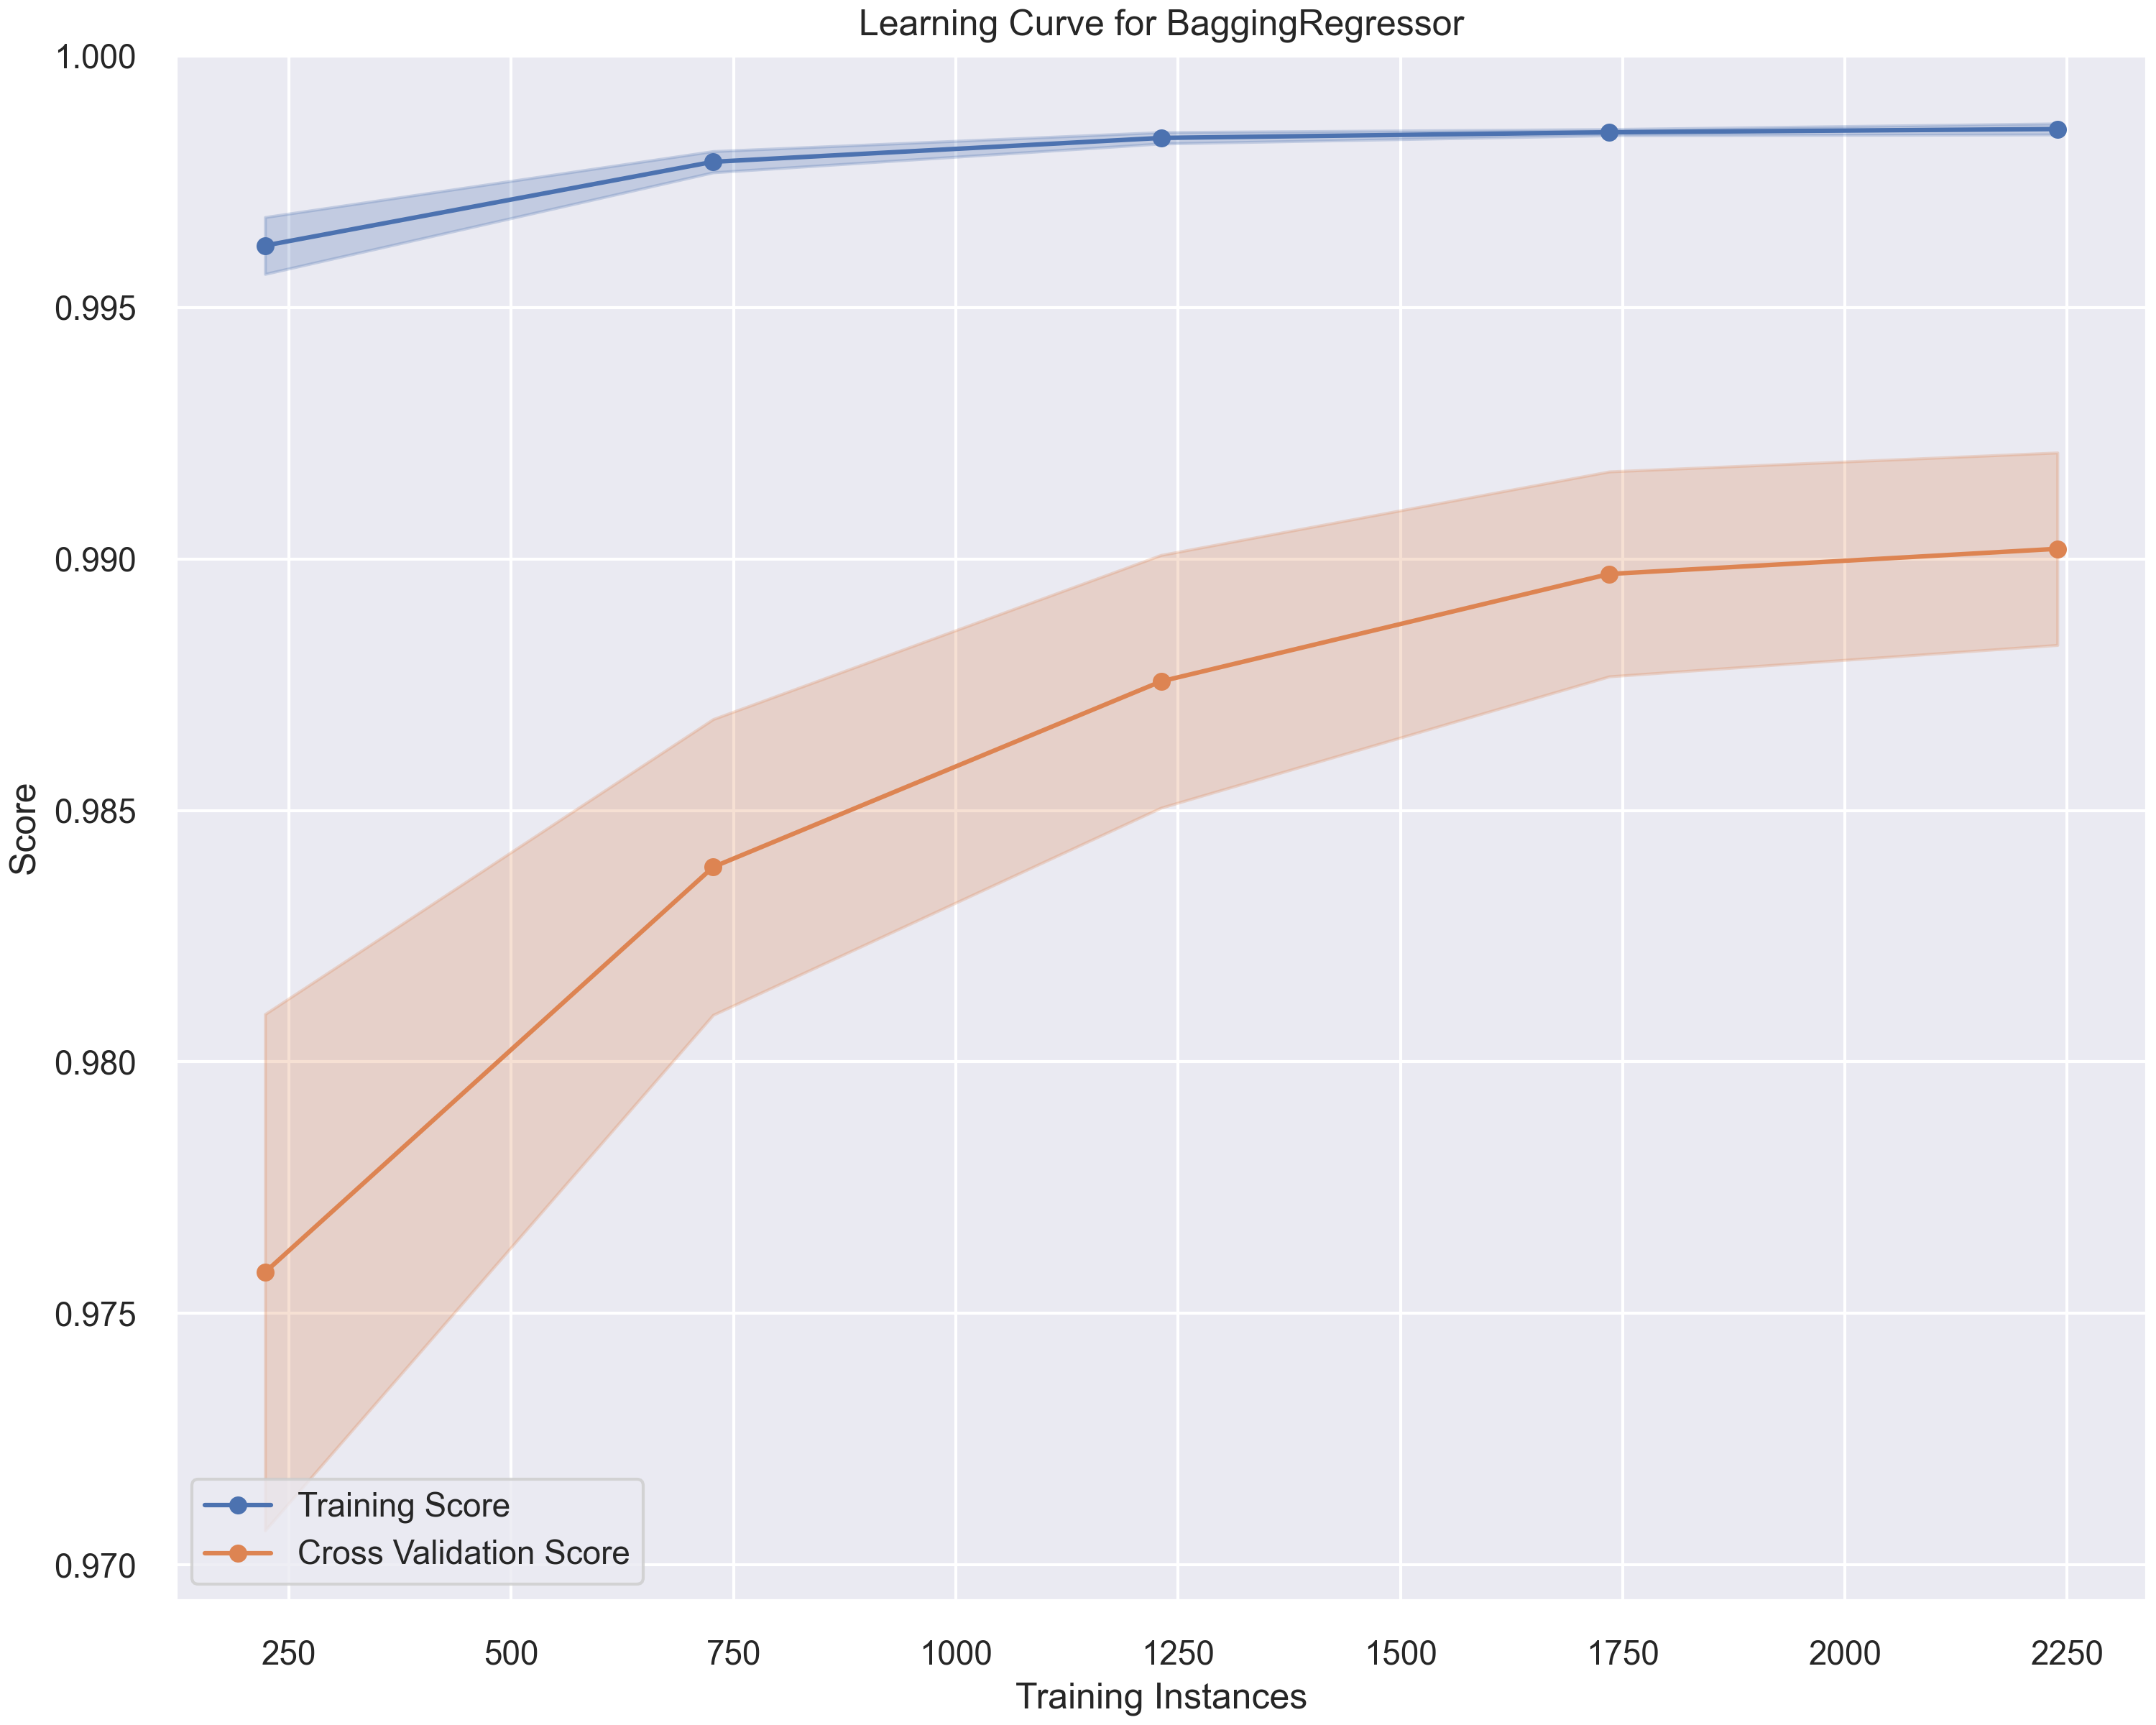 Learning Curve for BaggingRegressor
1.000
0.995
0.990
0.985
0.980
0.975
0.970
Score
Training Score
Cross Validation Score
250 500 750 1000 1250 1500 1750 2000 2250
Training Instances